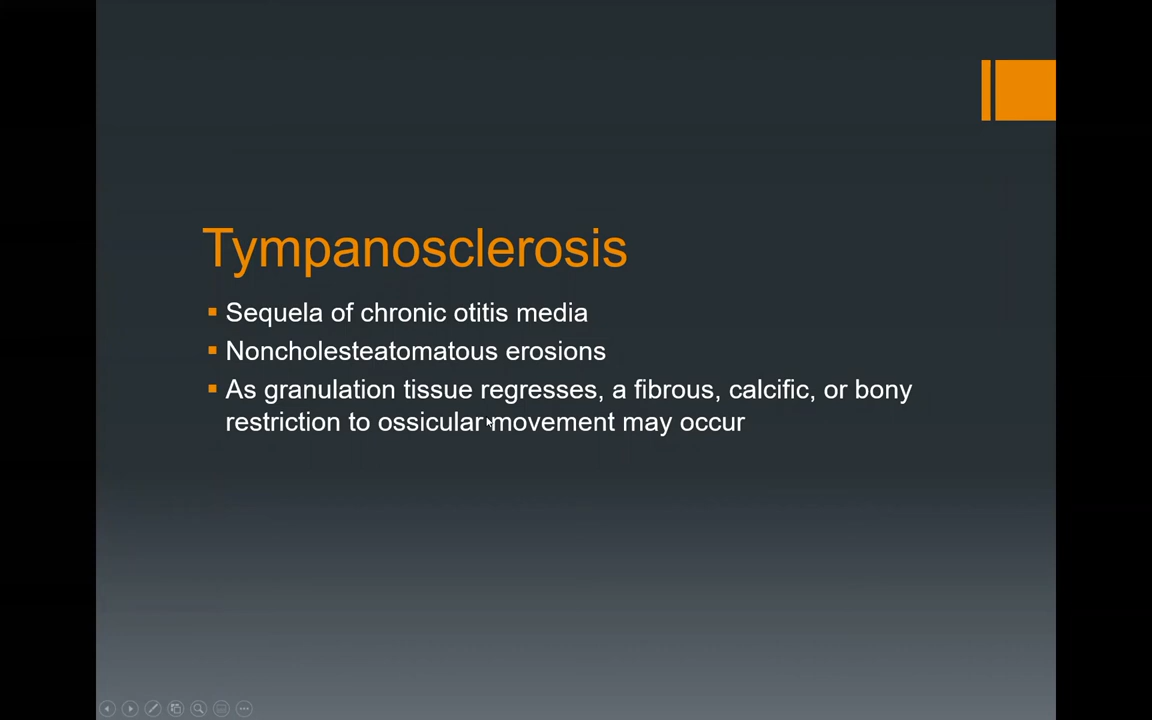 Tympanosclerosis
Sequela of chronic otitis media
Noncholesteatomatous erosions
As granulation tissue regresses, a fibrous, calcific, or bony
restriction to ossicular movement may occur